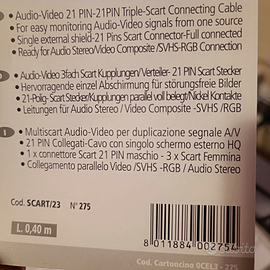 • Audio-Video 21 PIN-21PIN Triple-Scart Connecting Cable
• For easy monitoring Audio-Video signals from one source
• Single external shield-21 Pins Scart Connector-Full connected
• Ready to Audio Stereo/Video Composite /SVHS-RGB Connection
• Audio-Video 3fach Scart Kupplungen/Verteiler- 21 PIN Scart Stecker
• Hervorragende einzel Abschirmung für störungsfreie Bilder
• 21-Polig- Scart Stecker/Kupplungen parallel voll belegt/Nickel Kontakte
• Leitungen für Audio Stereo / Video Composite /SVHS /RGB
• Multiscart Audio-Video per duplicazione segnale A/V
• 21 PIN Collegati-Cavo con singolo schermo esterno HQ
• 1 x connettore Scart 21 PIN maschio - 3 x Scart Femmina
• Collegamento parallelo Video /SVHS -RGB / Audio Stereo
Cod. SCART/23 N°275
L. 0,40 m
8 011884 002754
Cod. Cartoncino 0CEL3 - 275